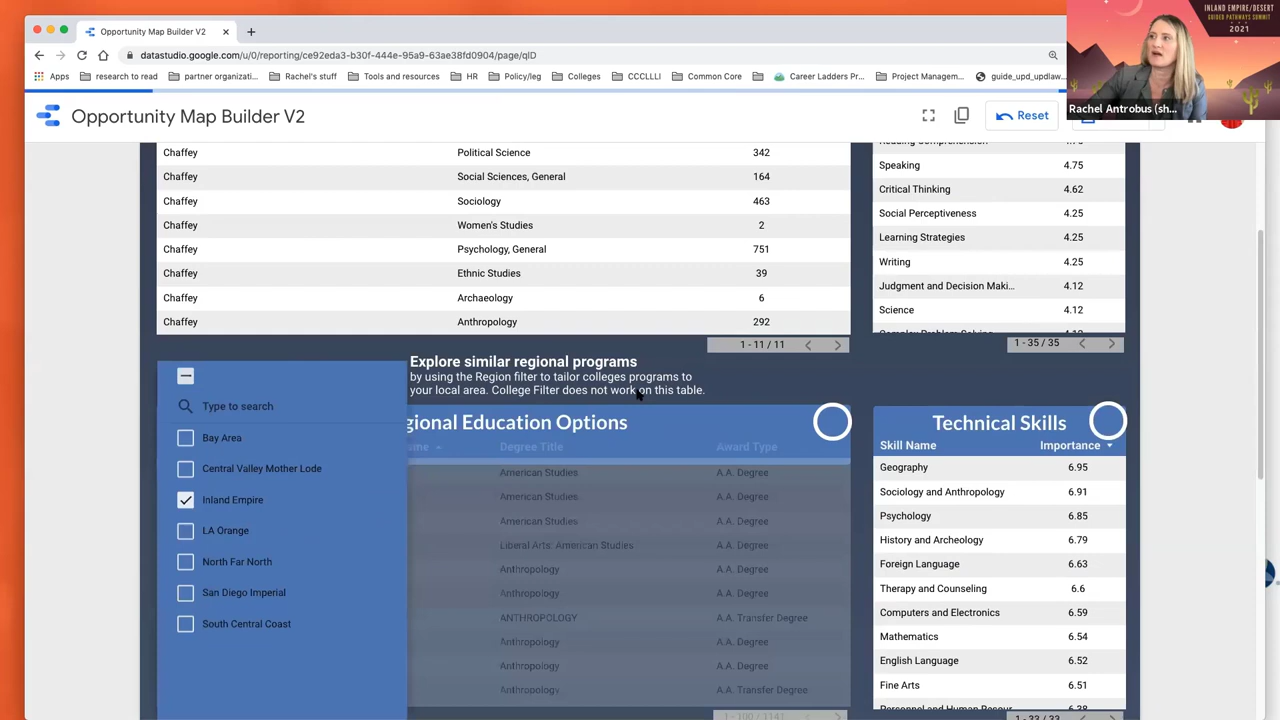 Opportunity Map Builder V2
datastudio.google.com/u/0/reporting/ce92eda3-b30f-444e-95a9-63ae38fd0904/page/qlD
Apps research to read partner organizati... Rachel's stuff Tools and resources HR Policy/leg Colleges CCCLLLI Common Core Career Ladders Pr... Project Managem... guide_upd_updlaw...
INLAND EMPIRE/DESERT
GUIDED PATHWAYS SUMMIT
2021
Rachel Antrobus (sh...
Opportunity Map Builder V2
Reset
Chaffey Political Science 342
Chaffey Social Sciences, General 164
Chaffey Sociology 463
Chaffey Women's Studies 2
Chaffey Psychology, General 751
Chaffey Ethnic Studies 39
Chaffey Archaeology 6
Chaffey Anthropology 292
1 - 11 / 11
Speaking 4.75
Critical Thinking 4.62
Social Perceptiveness 4.25
Learning Strategies 4.25
Writing 4.25
Judgment and Decision Maki... 4.12
Science 4.12
1 - 35 / 35
Explore similar regional programs
by using the Region filter to tailor colleges programs to
your local area. College Filter does not work on this table.
Type to search
Bay Area
Central Valley Mother Lode
Inland Empire
LA Orange
North Far North
San Diego Imperial
South Central Coast
gional Education Options
me Degree Title Award Type
American Studies A.A. Degree
American Studies A.A. Degree
American Studies A.A. Degree
Liberal Arts: American Studies A.A. Degree
Anthropology A.A. Degree
Anthropology A.A. Degree
ANTHROPOLOGY A.A. Transfer Degree
Anthropology A.A. Degree
Anthropology A.A. Degree
Anthropology A.A. Transfer Degree
1 - 100 / 1141
Technical Skills
Skill Name Importance
Geography 6.95
Sociology and Anthropology 6.91
Psychology 6.85
History and Archeology 6.79
Foreign Language 6.63
Therapy and Counseling 6.6
Computers and Electronics 6.59
Mathematics 6.54
English Language 6.52
Fine Arts 6.51
1 - 33 / 33